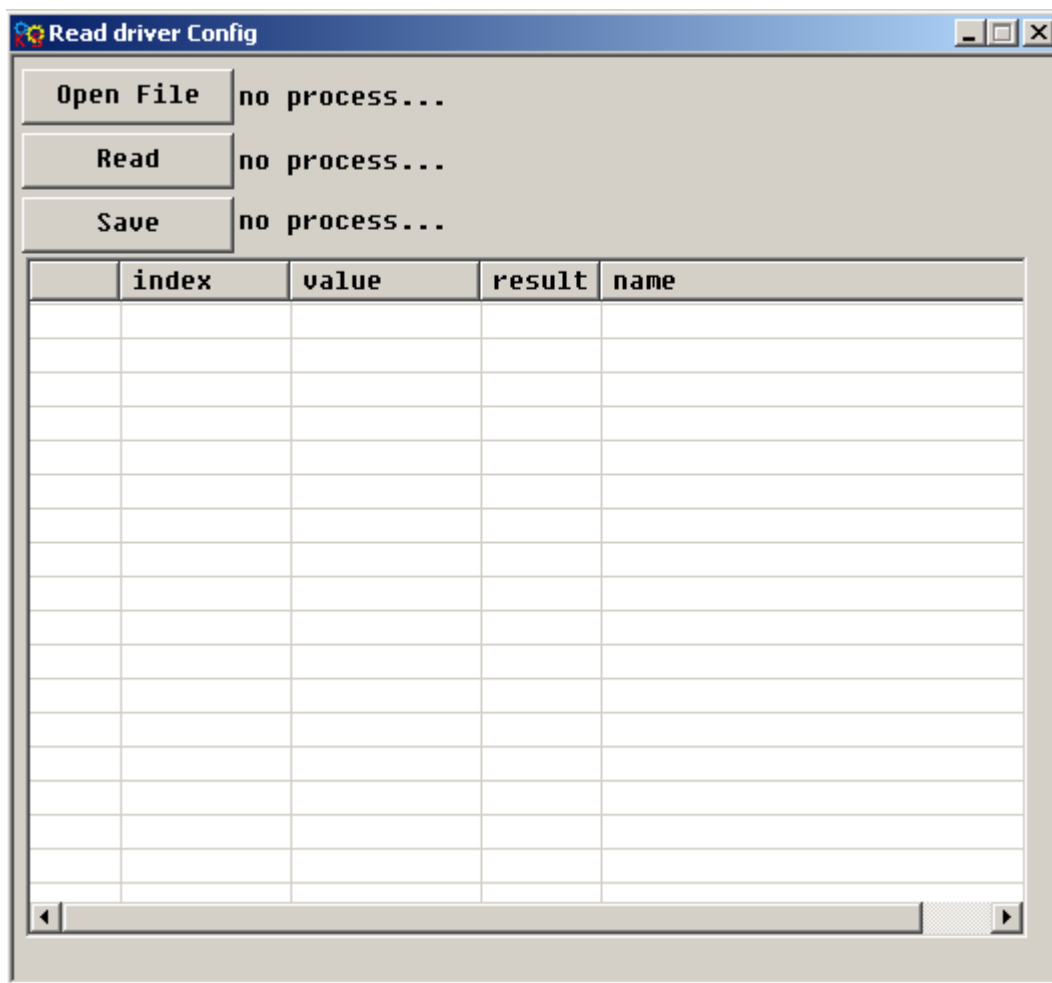 Read driver Config
Open File no process...
Read no process...
Save no process...
index value result name